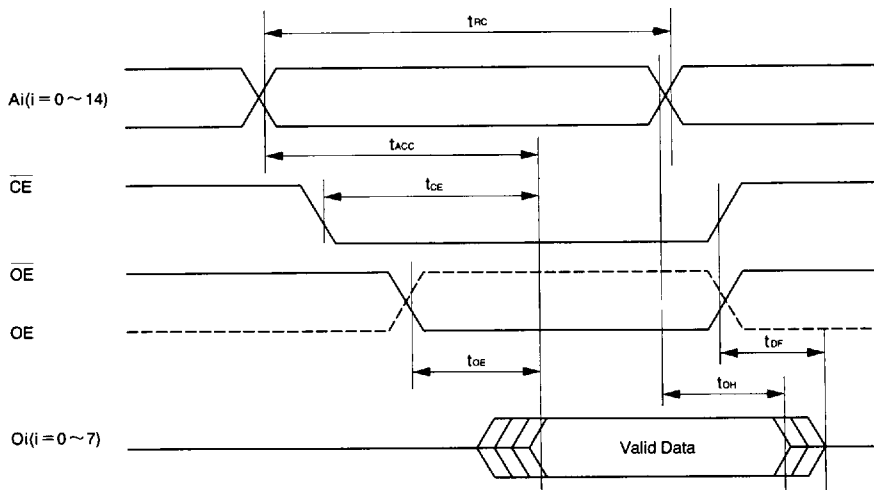 tRC
Ai(i = 0 ~ 14)
tACC
CE
tCE
OE
OE
tDF
tOE
tOH
Oi(i = 0 ~ 7)
Valid Data